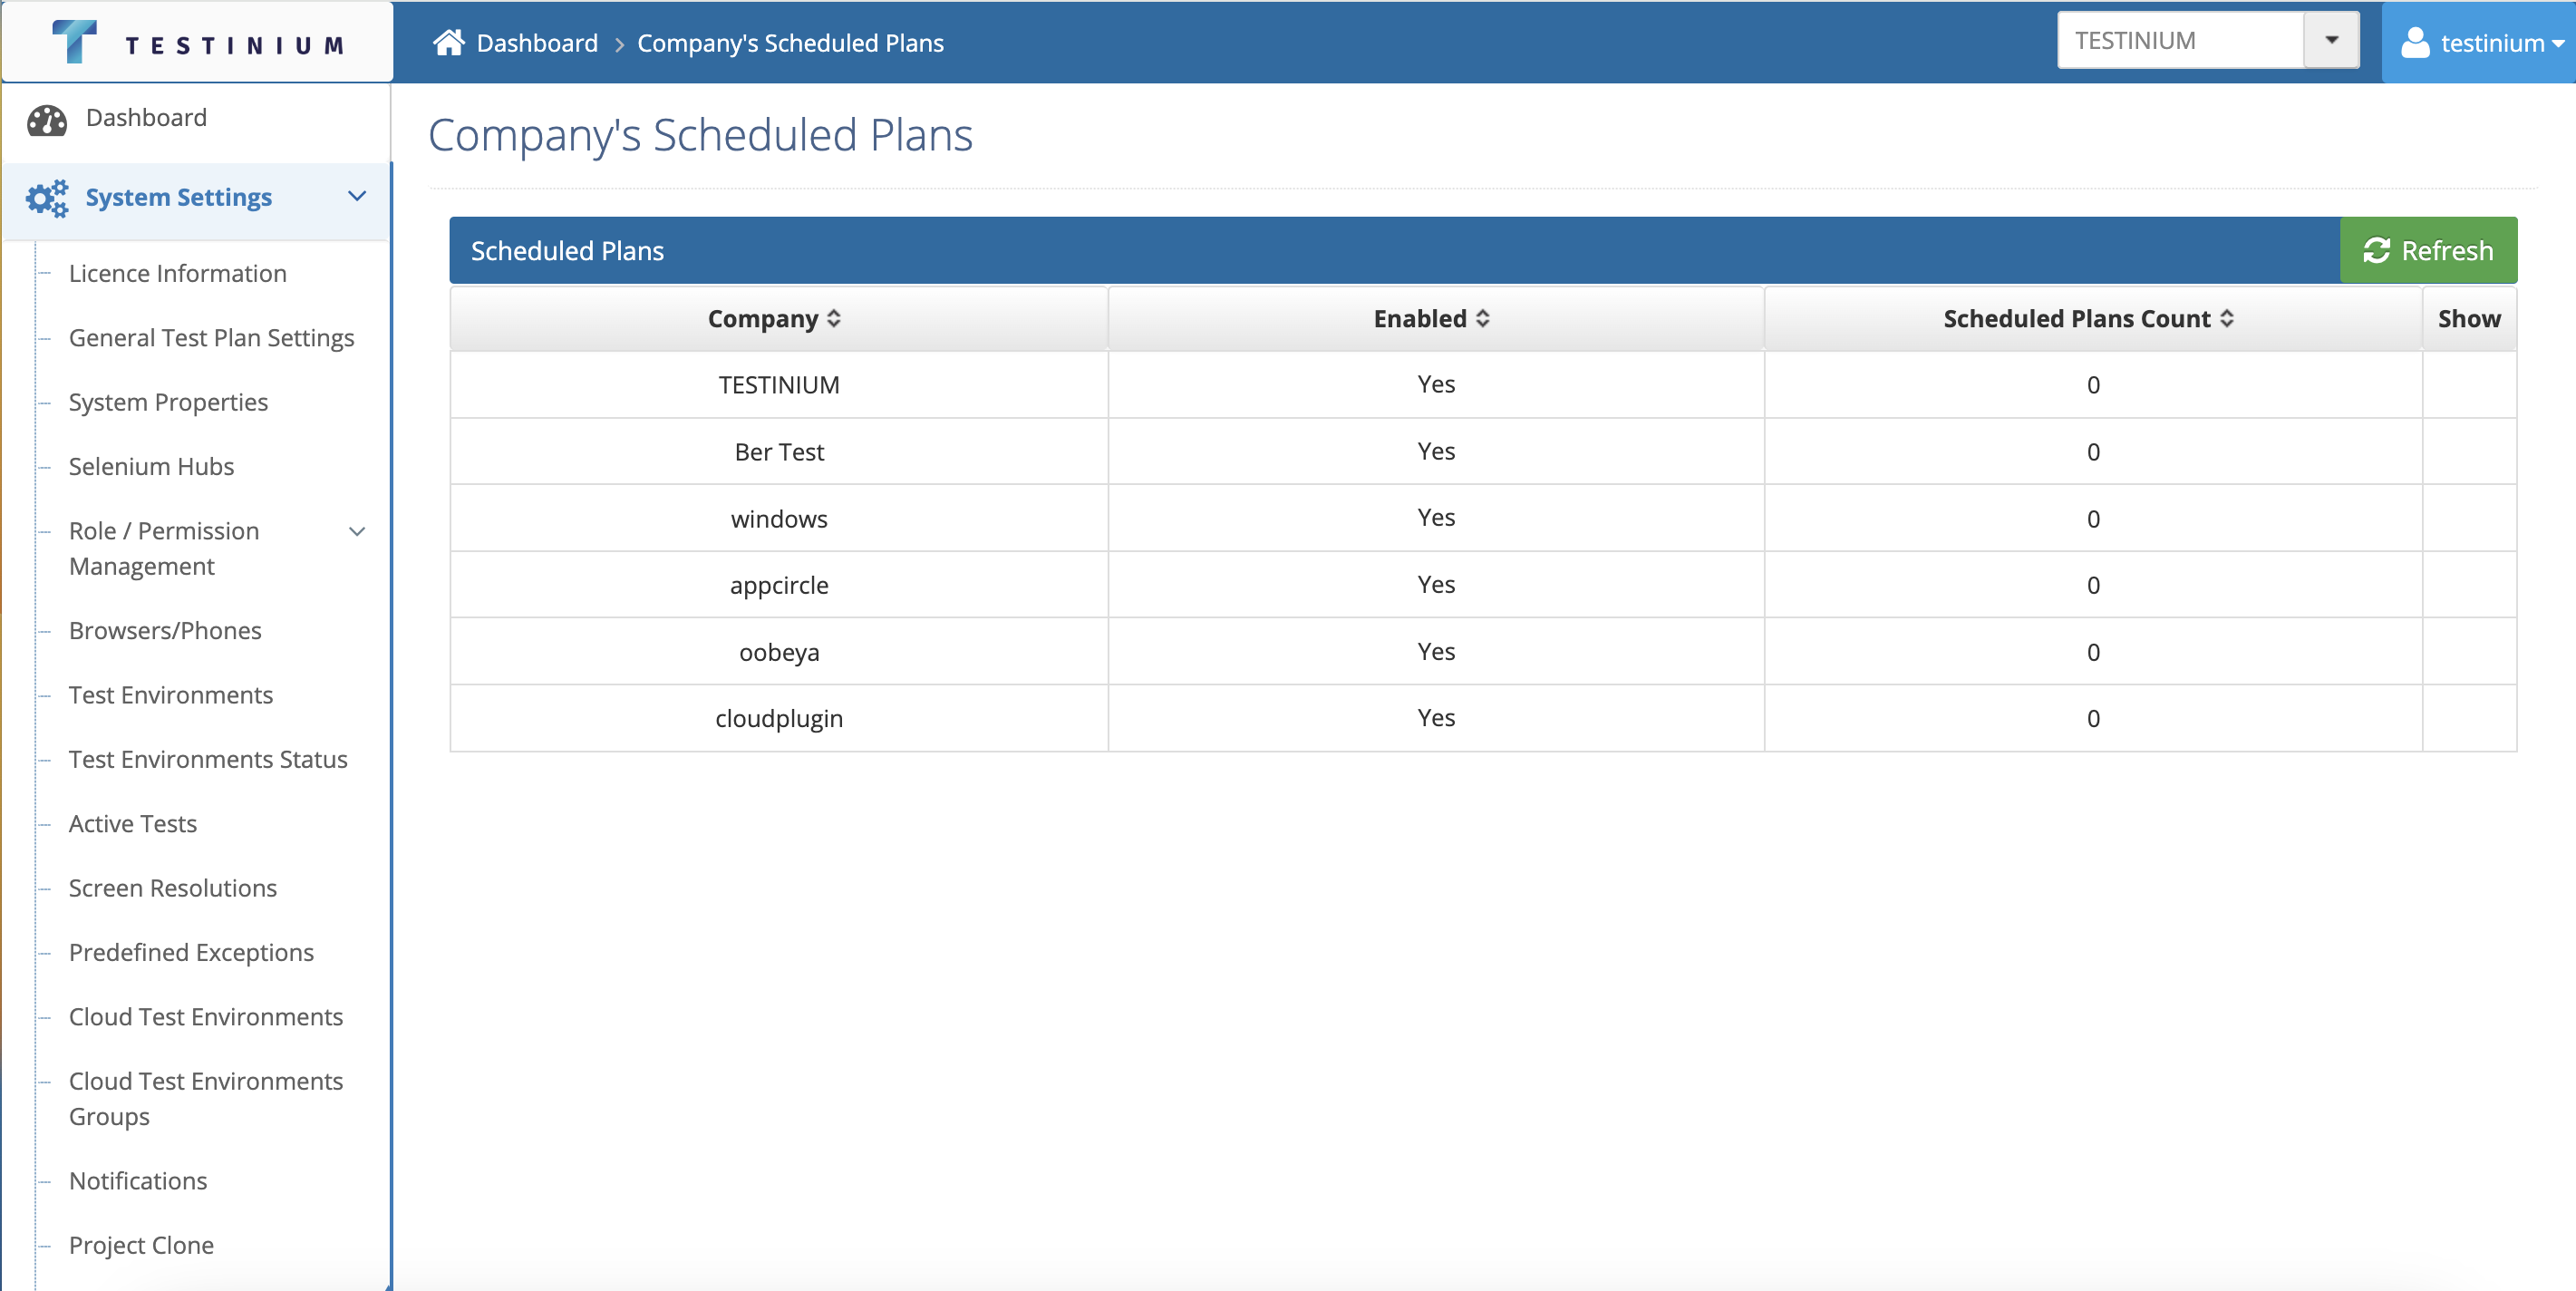 TESTINIUM
Dashboard > Company's Scheduled Plans
TESTINIUM
testinium
Dashboard
System Settings
Licence Information
General Test Plan Settings
System Properties
Selenium Hubs
Role / Permission
Management
Browsers/Phones
Test Environments
Test Environments Status
Active Tests
Screen Resolutions
Predefined Exceptions
Cloud Test Environments
Cloud Test Environments
Groups
Notifications
Project Clone
Company's Scheduled Plans
Scheduled Plans
Refresh
Company Enabled Scheduled Plans Count Show
TESTINIUM Yes 0
Ber Test Yes 0
windows Yes 0
appcircle Yes 0
oobeya Yes 0
cloudplugin Yes 0